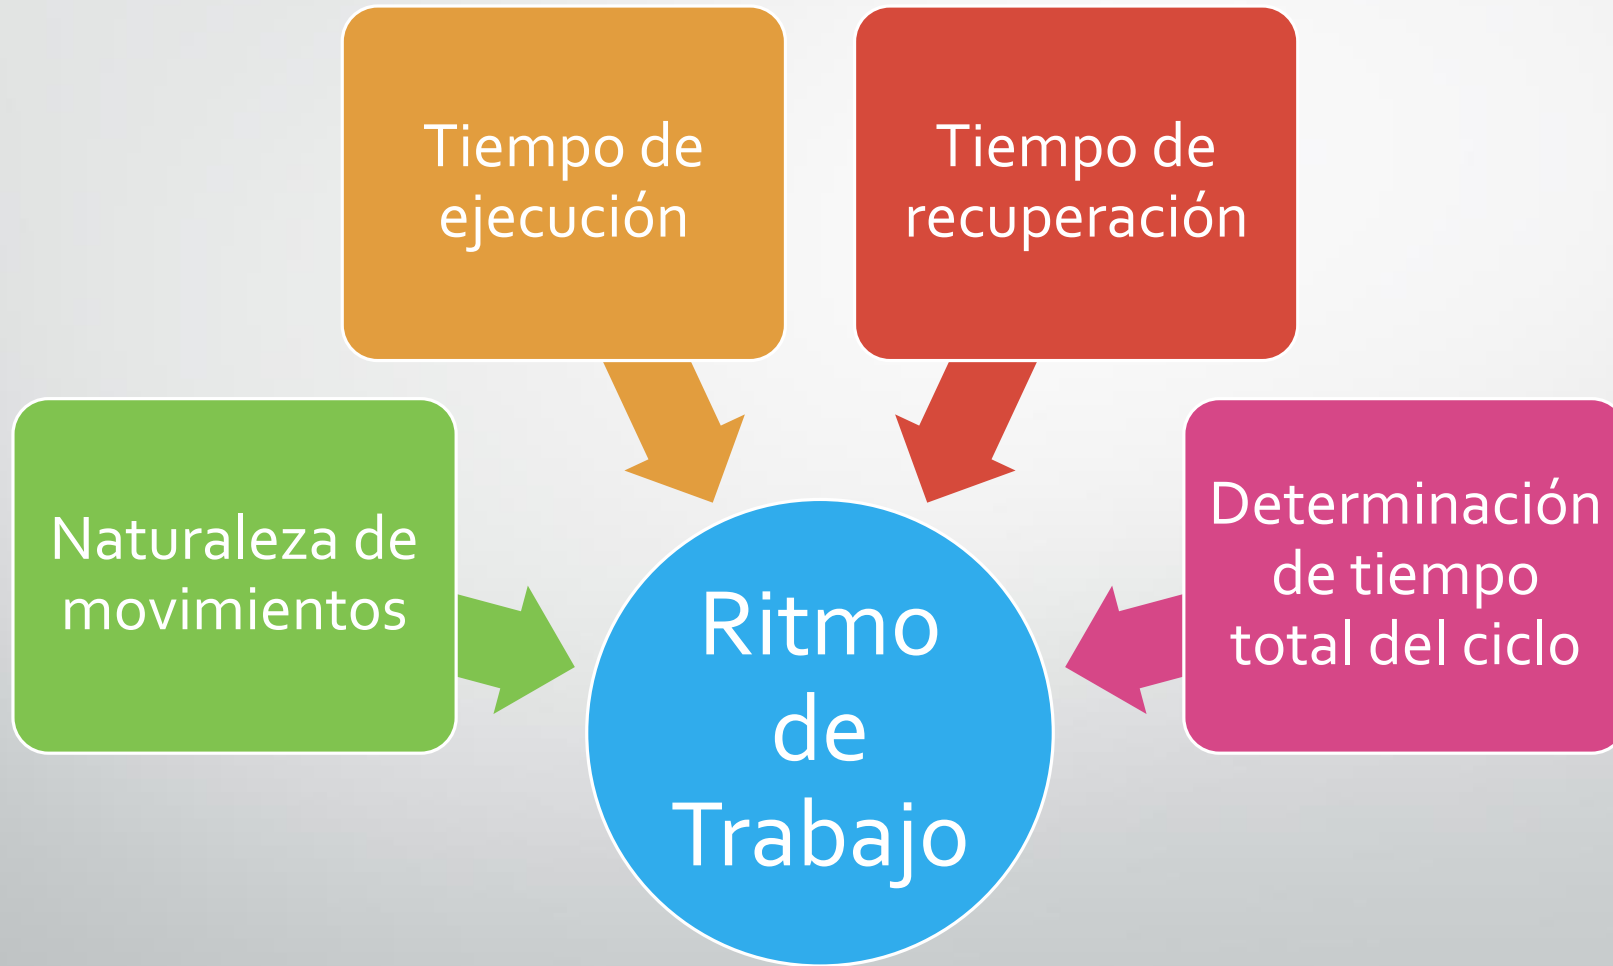 Tiempo de
ejecución
Tiempo de
recuperación
Naturaleza de
movimientos
Determinación
de tiempo
total del ciclo
Ritmo
de
Trabajo